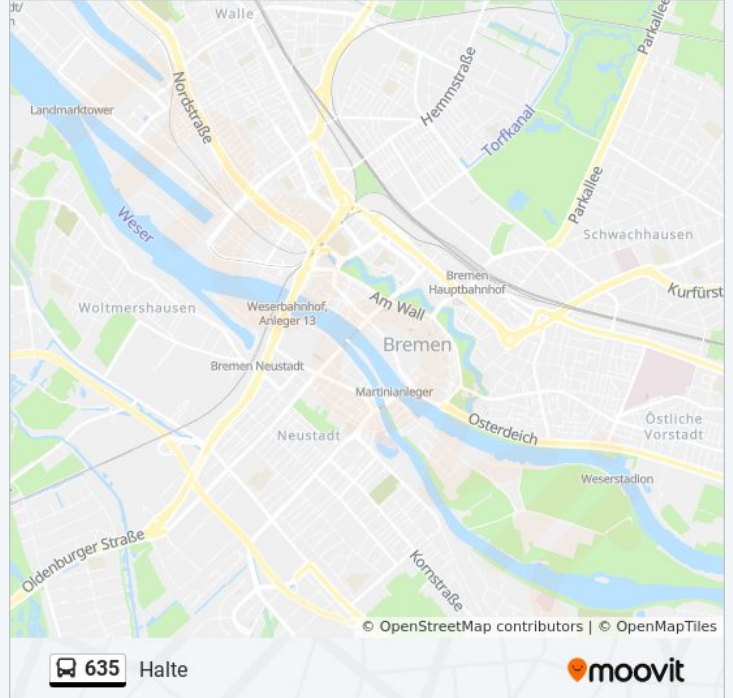 Walle
Parkallee
Hemmstraße
Nordstraße
Landmarktower
Torfkanal
Parkallee
Weser
Schwachhausen
Bremen
Hauptbahnhof
Kurfürst
Woltmershausen
Weserbahnhof,
Anleger 13
Am Wall
Bremen
Bremen Neustadt
Martinianleger
Neustadt
Osterdeich
Östliche
Vorstadt
Weserstadion
Oldenburger Straße
Kornstraße
© OpenStreetMap contributors | © OpenMapTiles
635 Halte
moovit